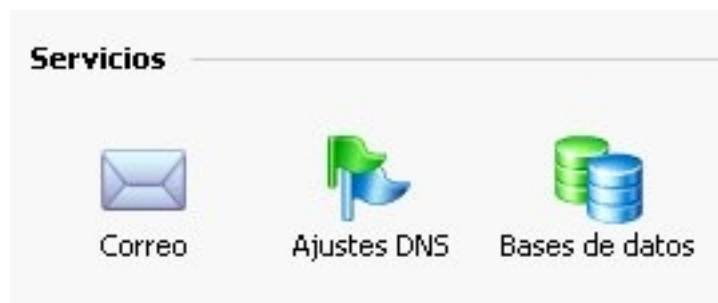 Servicios
Correo
Ajustes DNS
Bases de datos